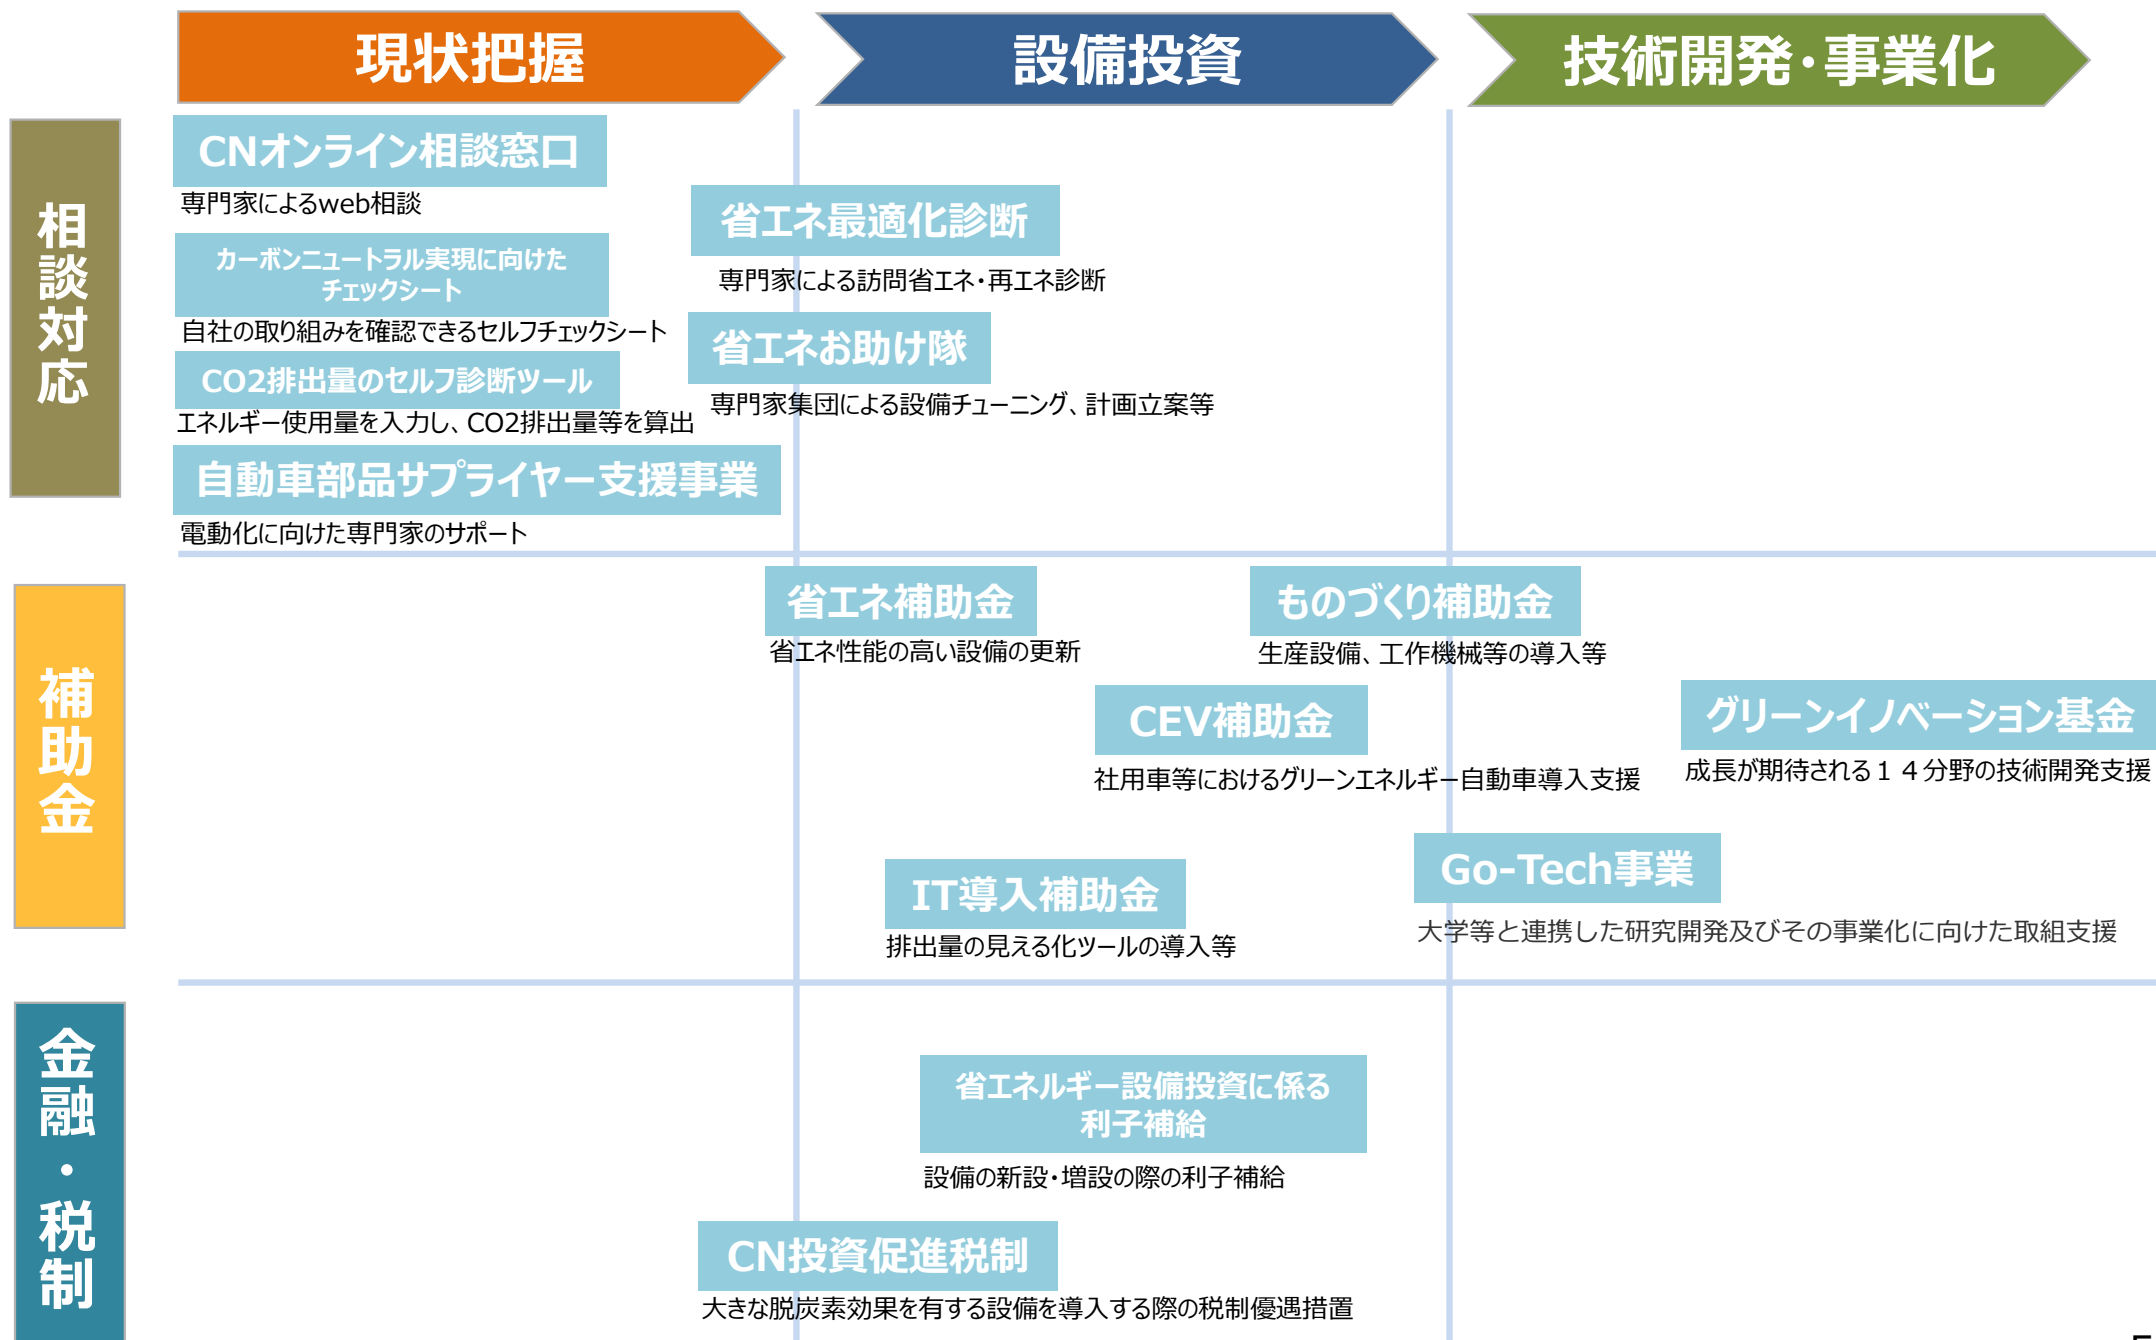 現状把握
設備投資
技術開発・事業化
相談対応
CNオンライン相談窓口
専門家によるweb相談
カーボンニュートラル実現に向けた
チェックシート
自社の取り組みを確認できるセルフチェックシート
CO2排出量のセルフ診断ツール
エネルギー使用量を入力し、CO2排出量等を算出
自動車部品サプライヤー支援事業
電動化に向けた専門家のサポート
省エネ最適化診断
専門家による訪問省エネ・再エネ診断
省エネお助け隊
専門家集団による設備チューニング、計画立案等
補助金
省エネ補助金
省エネ性能の高い設備の更新
ものづくり補助金
生産設備、工作機械等の導入等
CEV補助金
社用車等におけるグリーンエネルギー自動車導入支援
グリーンイノベーション基金
成長が期待される１４分野の技術開発支援
IT導入補助金
排出量の見える化ツールの導入等
Go-Tech事業
大学等と連携した研究開発及びその事業化に向けた取組支援
金融・税制
省エネルギー設備投資に係る
利子補給
設備の新設・増設の際の利子補給
CN投資促進税制
大きな脱炭素効果を有する設備を導入する際の税制優遇措置